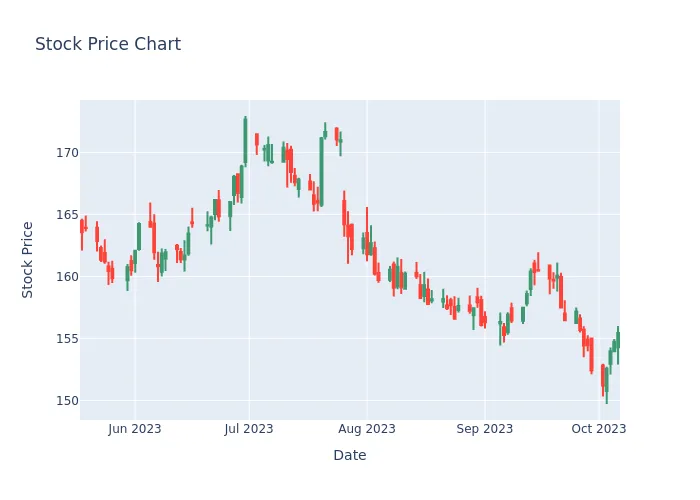 Stock Price Chart
Stock Price
170
165
160
155
150
Jun 2023
Jul 2023
Aug 2023
Sep 2023
Oct 2023
Date